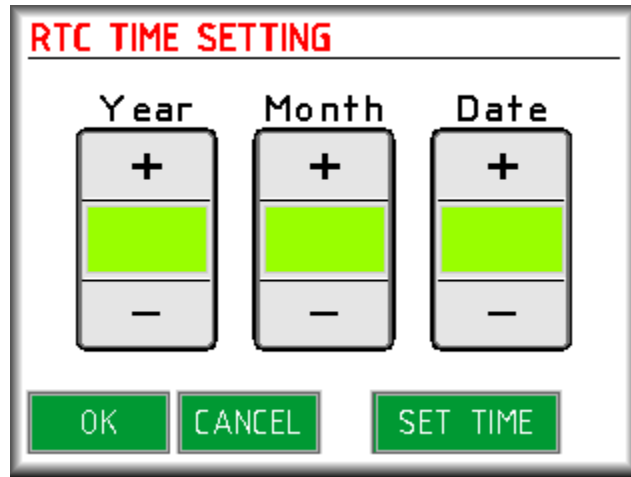 RTC TIME SETTING
Year Month Date
+ + +
− − −
OK CANCEL SET TIME